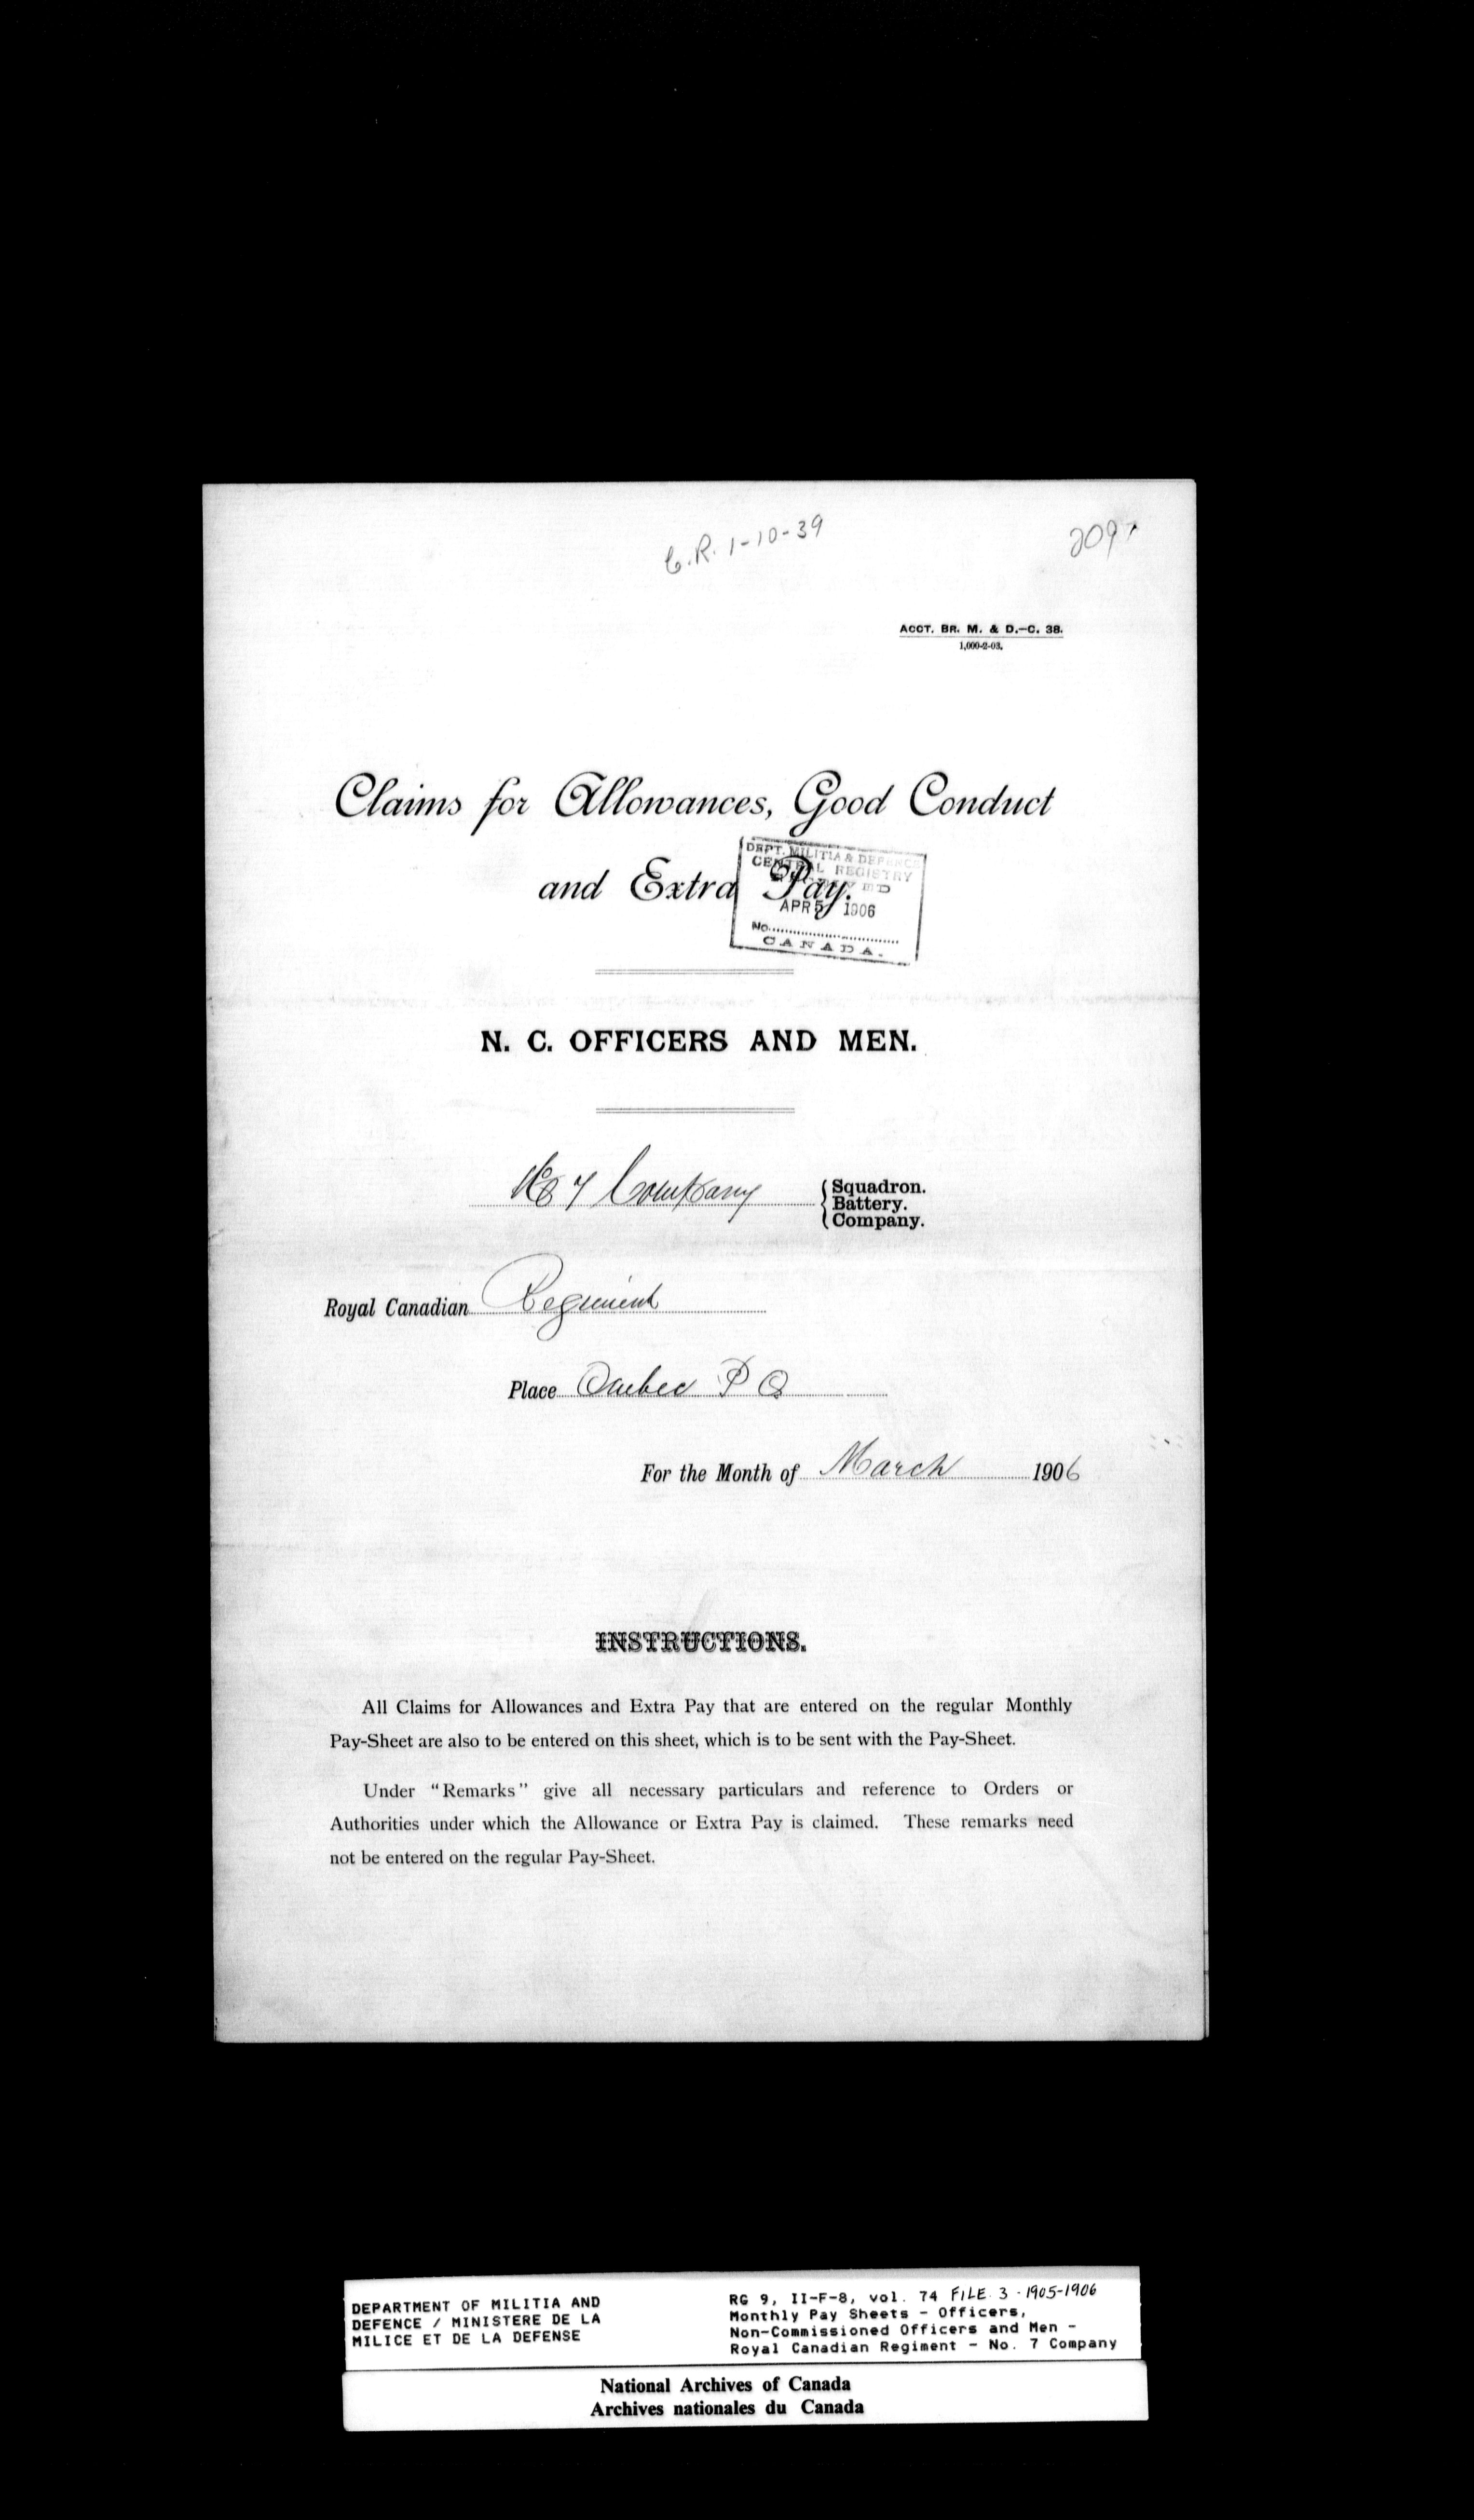 C.R. 1-10-39
ACCT. BR. M. & D.-C. 38.
1,000-2-03.
Claims for Allowances, Good Conduct
and Extra Pay.
DEPT. MILITIA & DEFENCE
CENTRAL REGISTRY
APR 5 1906
No.
CANADA.
N. C. OFFICERS AND MEN.
No 7 Company
Squadron.
Battery.
Company.
Royal Canadian Regiment
Place Quebec P Q
For the Month of March 1906
INSTRUCTIONS.
All Claims for Allowances and Extra Pay that are entered on the regular Monthly
Pay-Sheet are also to be entered on this sheet, which is to be sent with the Pay-Sheet.
Under "Remarks" give all necessary particulars and reference to Orders or
Authorities under which the Allowance or Extra Pay is claimed. These remarks need
not be entered on the regular Pay-Sheet.
DEPARTMENT OF MILITIA AND
DEFENCE / MINISTERE DE LA
MILICE ET DE LA DEFENSE
RG 9, II-F-8, vol. 74 FILE 3 - 1905-1906
Monthly Pay Sheets - Officers,
Non-Commissioned Officers and Men -
Royal Canadian Regiment - No. 7 Company
National Archives of Canada
Archives nationales du Canada